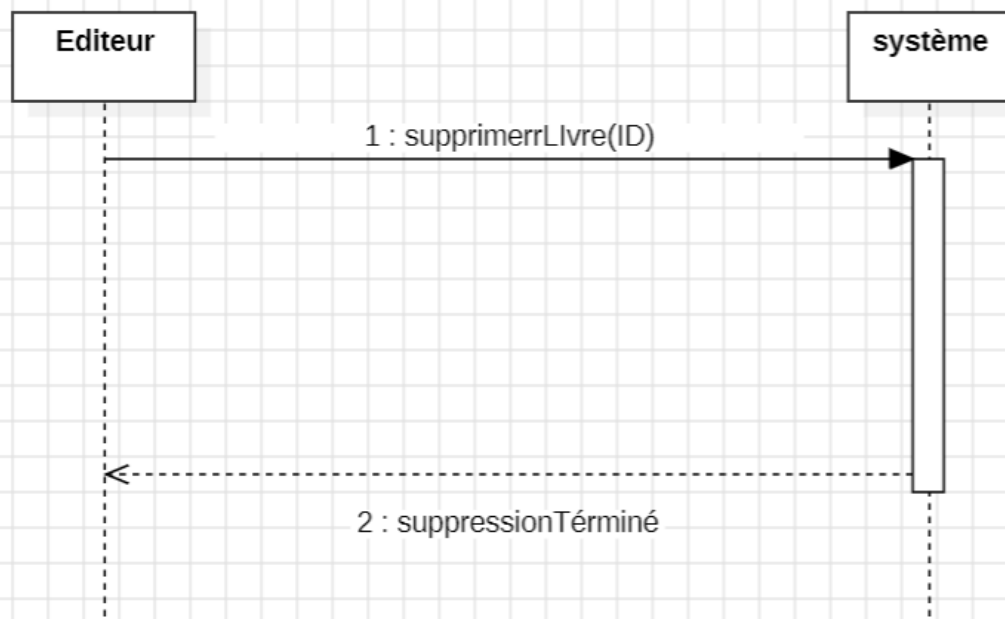 Editeur
système
1 : supprimerrLIvre(ID)
2 : suppressionTérminé